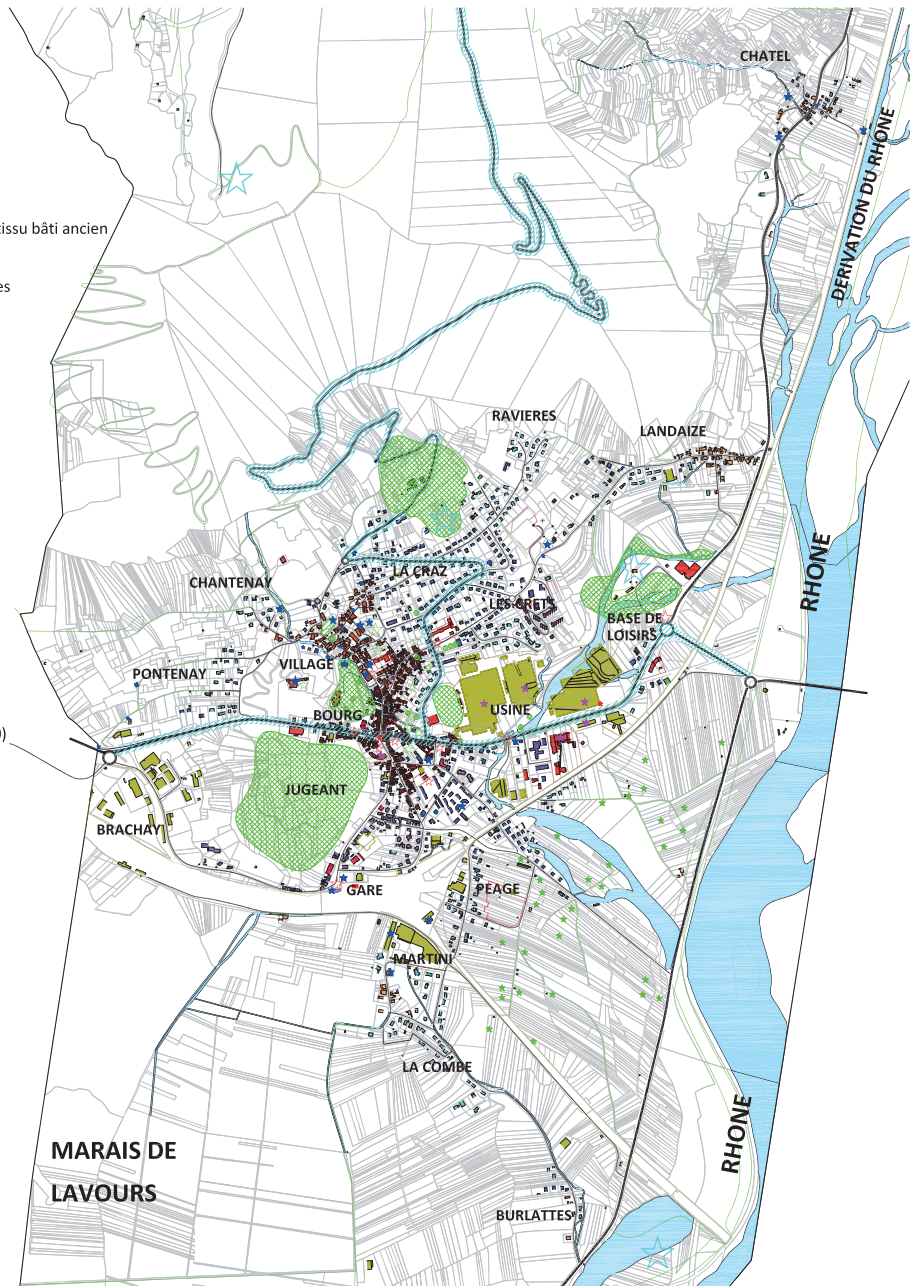 CHATEL
DERIVATION DU RHONE
issu bâti ancien
es
RAVIERES
LANDAIZE
RHONE
CHANTENAY
LA CRAZ
LES CRETS
BASE DE
LOISIRS
PONTENAY
VILLAGE
BOURG
USINE
)
JUGEANT
BRACHAY
GARE
PEAGE
MARTINI
LA COMBE
RHONE
MARAIS DE
LAVOURS
BURLATTES